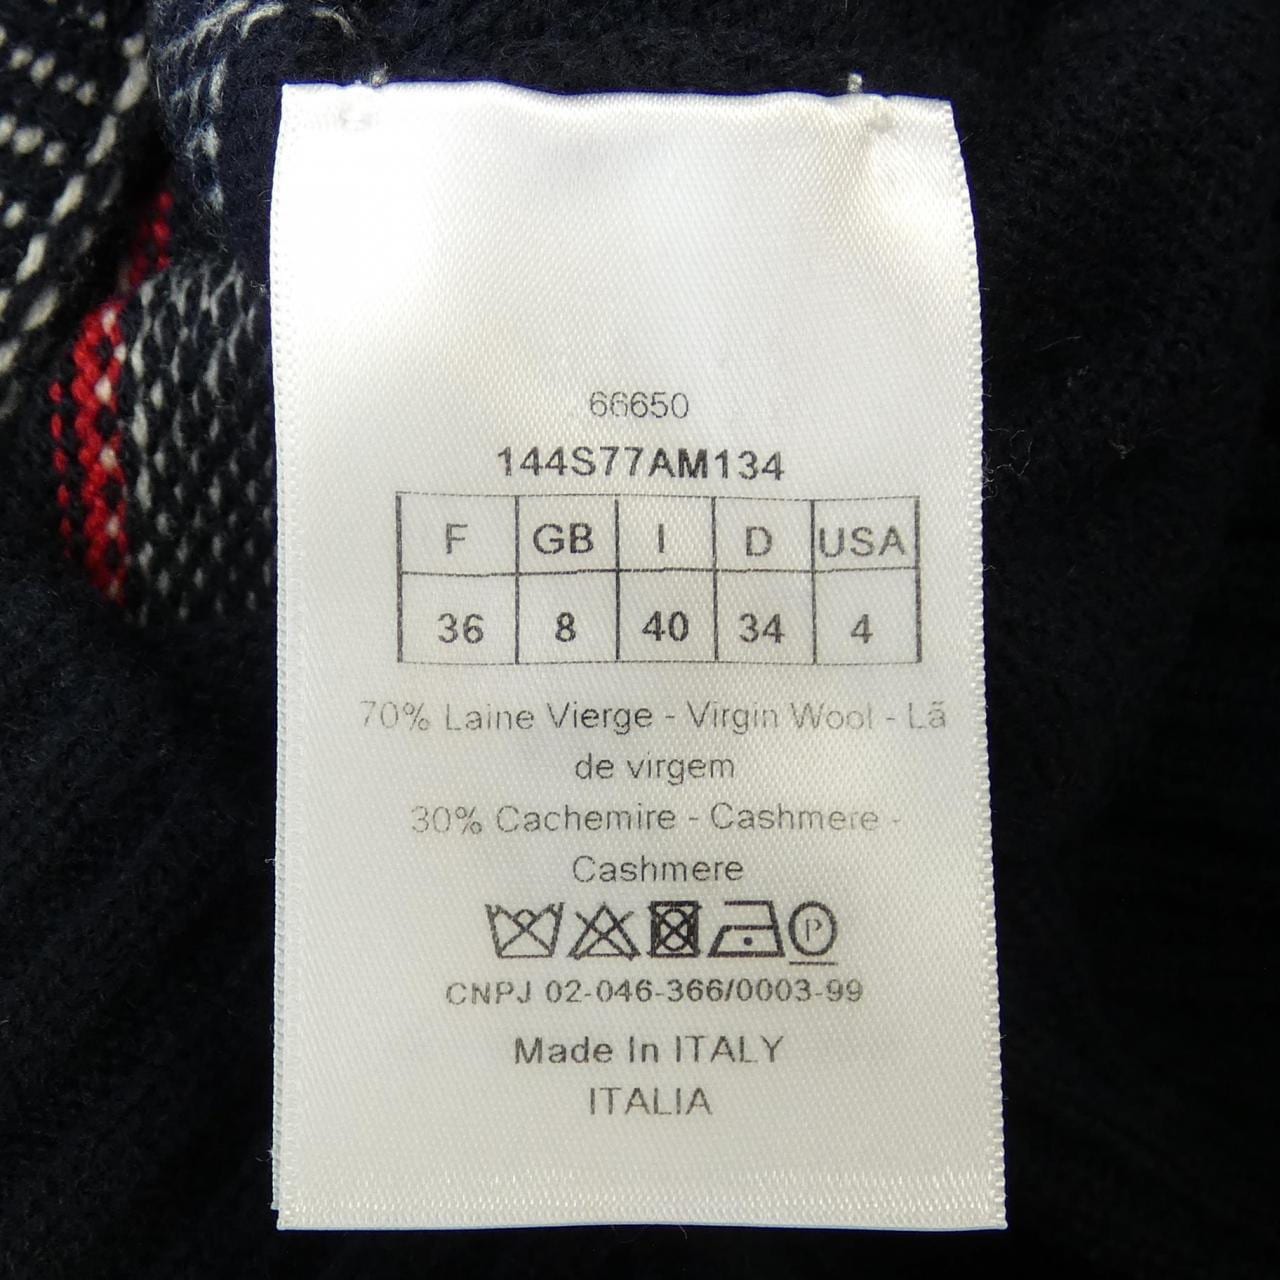 66650
144S77AM134
F GB I D USA
36 8 40 34 4
70% Laine Vierge - Virgin Wool - Lã
de virgem
30% Cachemire - Cashmere -
Cashmere
P
CNPJ 02-046-366/0003-99
Made In ITALY
ITALIA